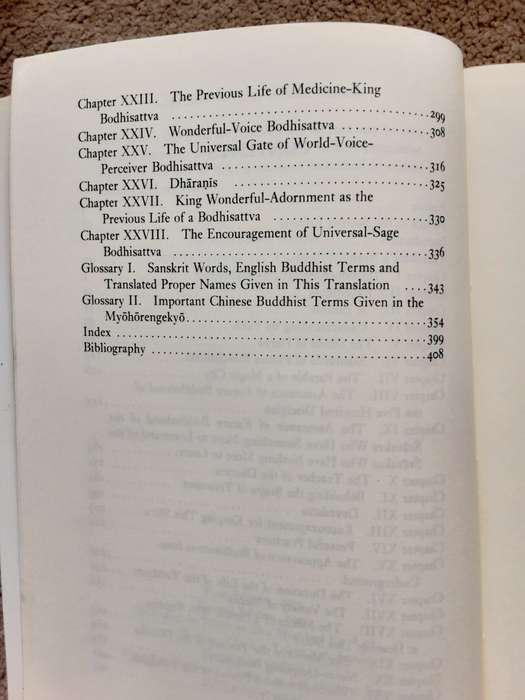 Chapter XXIII. The Previous Life of Medicine-King
Bodhisattva ........................................299
Chapter XXIV. Wonderful-Voice Bodhisattva ................308
Chapter XXV. The Universal Gate of World-Voice-
Perceiver Bodhisattva ................................316
Chapter XXVI. Dhāraṇīs ................................325
Chapter XXVII. King Wonderful-Adornment as the
Previous Life of a Bodhisattva ........................330
Chapter XXVIII. The Encouragement of Universal-Sage
Bodhisattva ........................................336
Glossary I. Sanskrit Words, English Buddhist Terms and
Translated Proper Names Given in This Translation ....343
Glossary II. Important Chinese Buddhist Terms Given in the
Myōhōrengekyō........................................354
Index ................................................399
Bibliography ........................................408